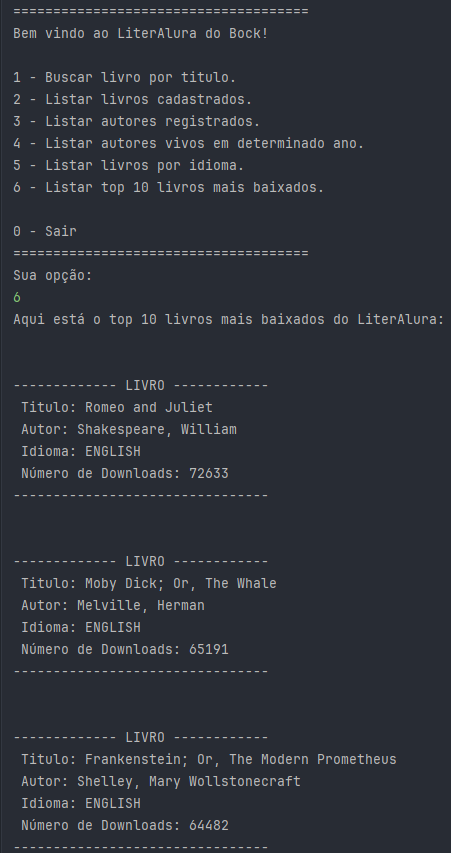 =====================================
Bem vindo ao LiterAlura do Bock!
1 - Buscar livro por titulo.
2 - Listar livros cadastrados.
3 - Listar autores registrados.
4 - Listar autores vivos em determinado ano.
5 - Listar livros por idioma.
6 - Listar top 10 livros mais baixados.
0 - Sair
=====================================
Sua opção:
6
Aqui está o top 10 livros mais baixados do LiterAlura:
------------- LIVRO ------------
Titulo: Romeo and Juliet
Autor: Shakespeare, William
Idioma: ENGLISH
Número de Downloads: 72633
--------------------------------
------------- LIVRO ------------
Titulo: Moby Dick; Or, The Whale
Autor: Melville, Herman
Idioma: ENGLISH
Número de Downloads: 65191
--------------------------------
------------- LIVRO ------------
Titulo: Frankenstein; Or, The Modern Prometheus
Autor: Shelley, Mary Wollstonecraft
Idioma: ENGLISH
Número de Downloads: 64482
--------------------------------